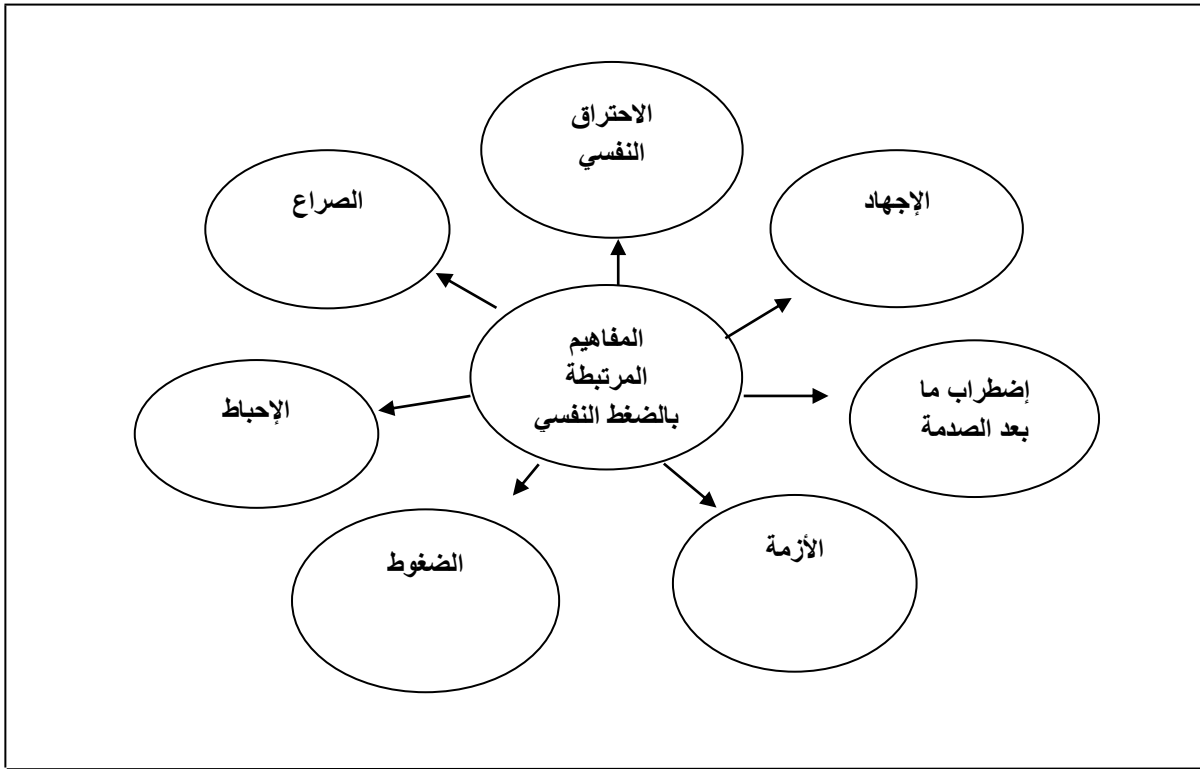 الاحتراق
النفسي
الإجهاد
الصراع
المفاهيم
المرتبطة
بالضغط النفسي
إضطراب ما
بعد الصدمة
الإحباط
الأزمة
الضغوط